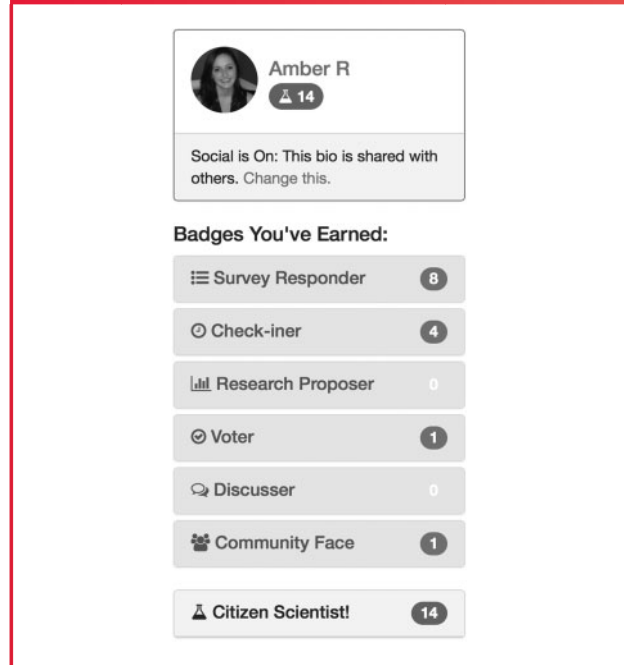 Amber R
14
Social is On: This bio is shared with
others. Change this.
Badges You've Earned:
Survey Responder 8
Check-iner 4
Research Proposer 0
Voter 1
Discusser 0
Community Face 1
Citizen Scientist! 14